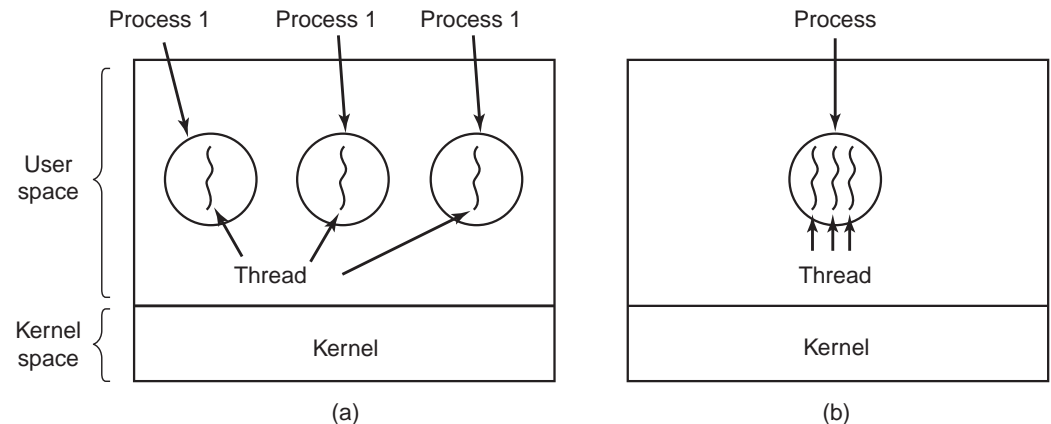 Process 1
Process 1
Process 1
Process
User
space
Thread
Thread
Kernel
space
Kernel
Kernel
(a)
(b)